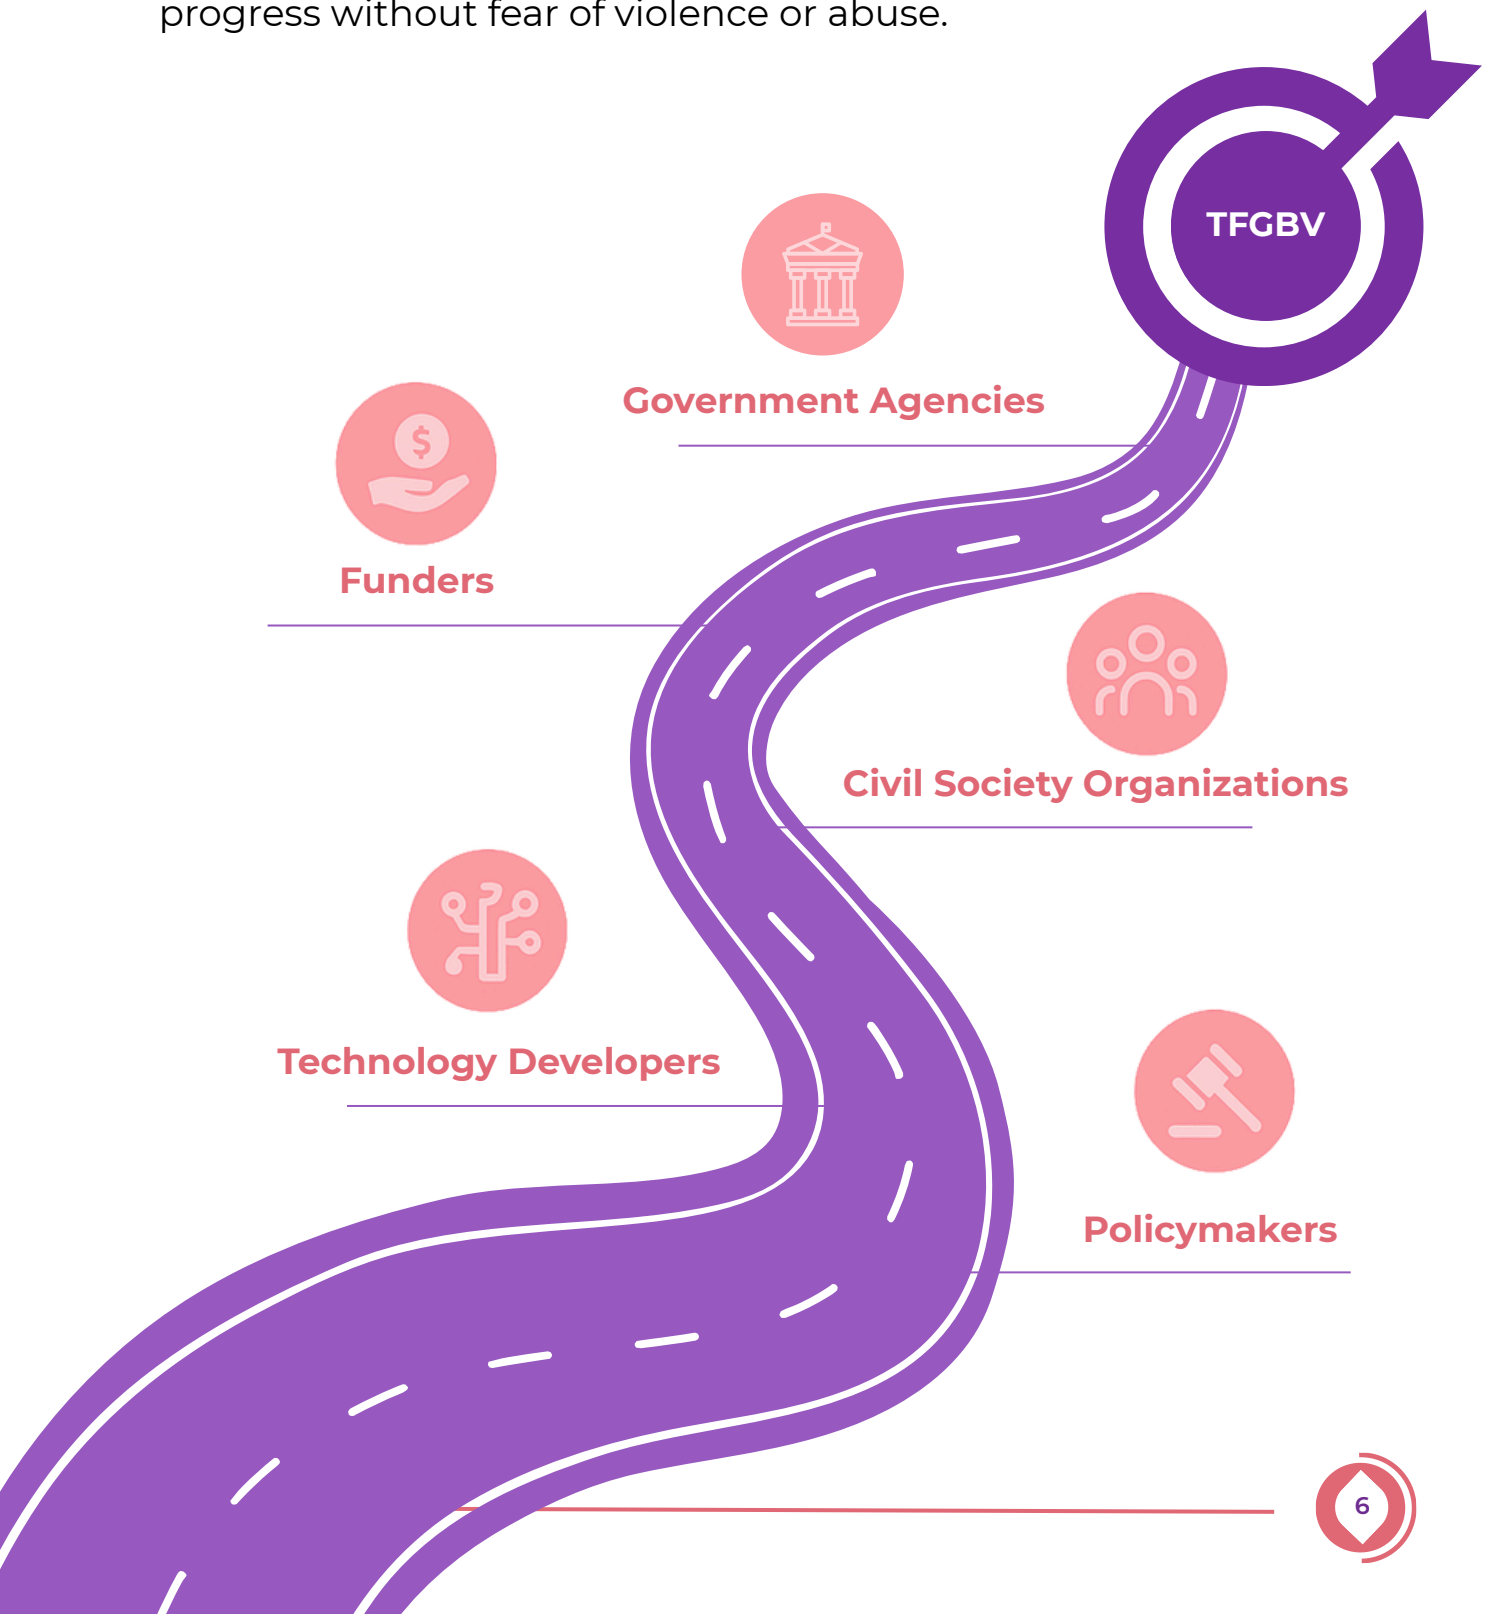 progress without fear of violence or abuse.
TFGBV
Government Agencies
$
Funders
Civil Society Organizations
Technology Developers
Policymakers
6